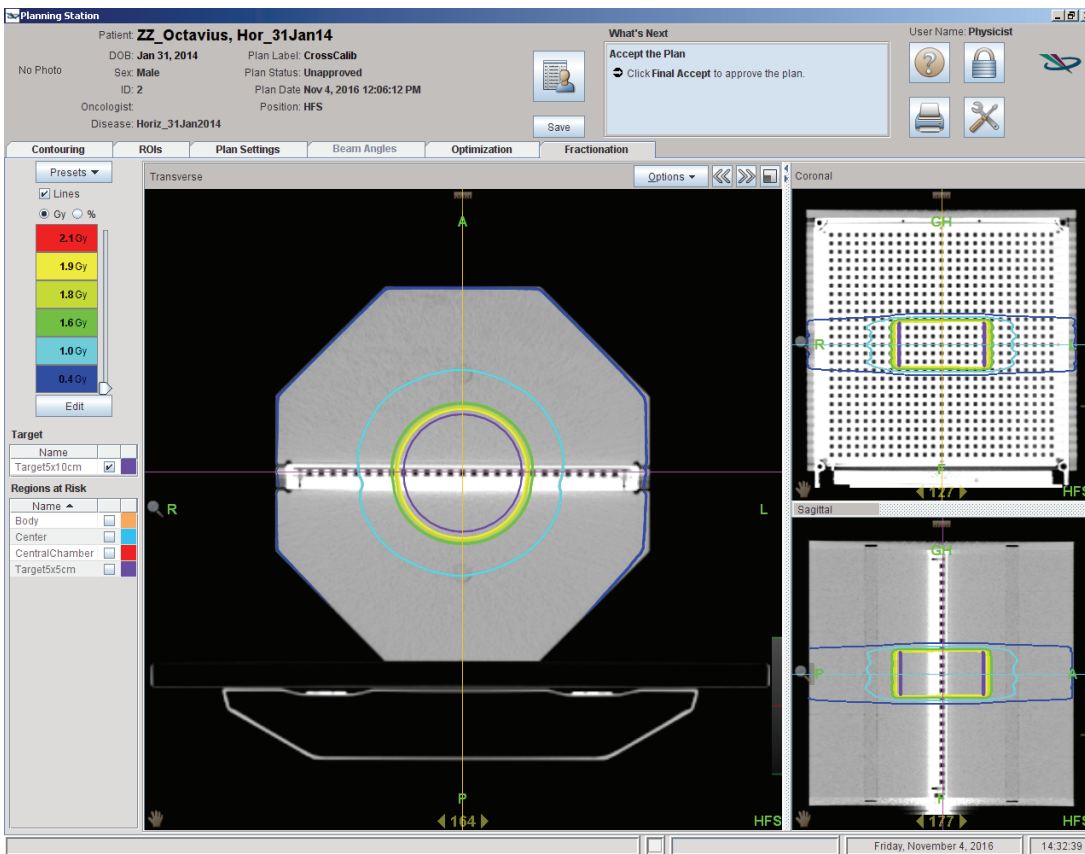 Planning Station
Patient: ZZ_Octavius, Hor_31Jan14
No Photo
DOB: Jan 31, 2014
Sex: Male
ID: 2
Oncologist:
Disease: Horiz_31Jan2014
Plan Label: CrossCalib
Plan Status: Unapproved
Plan Date Nov 4, 2016 12:06:12 PM
Position: HFS
Save
What's Next
Accept the Plan
Click Final Accept to approve the plan.
User Name: Physicist
Contouring ROIs Plan Settings Beam Angles Optimization Fractionation
Presets
Lines
Gy %
2.1 Gy
1.9 Gy
1.8 Gy
1.6 Gy
1.0 Gy
0.4 Gy
Edit
Target
Name
Target5x10cm
Regions at Risk
Name
Body
Center
CentralChamber
Target5x5cm
Transverse
Options
A
R
L
P
164
HFS
Coronal
GH
R
L
F
127
HFS
Sagittal
GH
P
A
F
177
HFS
Friday, November 4, 2016
14:32:39